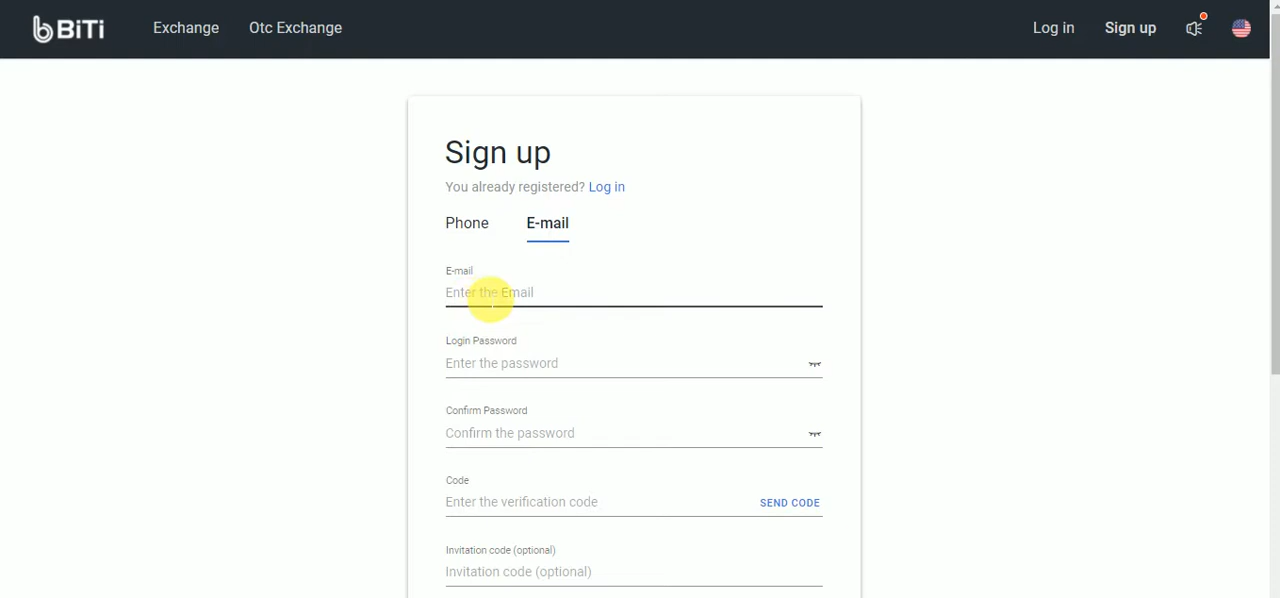 BiTi Exchange Otc Exchange Log in Sign up
Sign up
You already registered? Log in
Phone E-mail
E-mail
Enter the Email
Login Password
Enter the password
Confirm Password
Confirm the password
Code
Enter the verification code SEND CODE
Invitation code (optional)
Invitation code (optional)